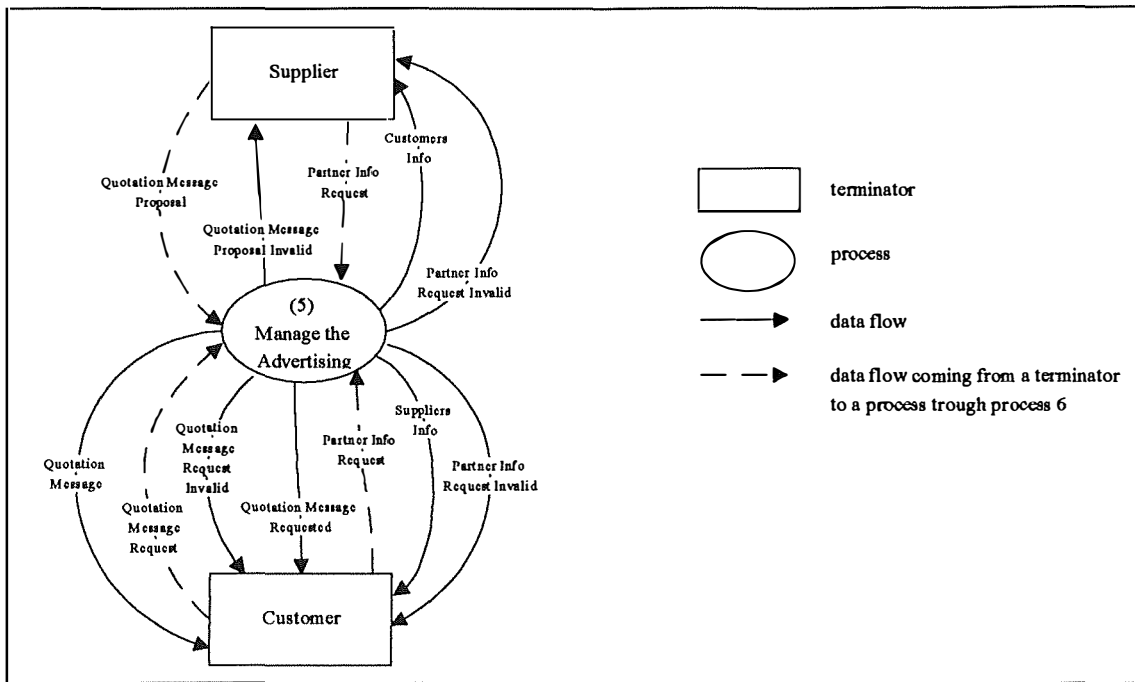 Supplier
Customers
Info
Quotation Message
Proposal
Partner Info
Request
Quotation Message
Proposal Invalid
Partner Info
Request Invalid
(5)
Manage the
Advertising
Quotation
Message
Quotation
Message
Request
Quotation
Message
Request
Invalid
Quotation Message
Requested
Partner Info
Request
Suppliers
Info
Partner Info
Request Invalid
Customer
terminator
process
data flow
data flow coming from a terminator
to a process trough process 6